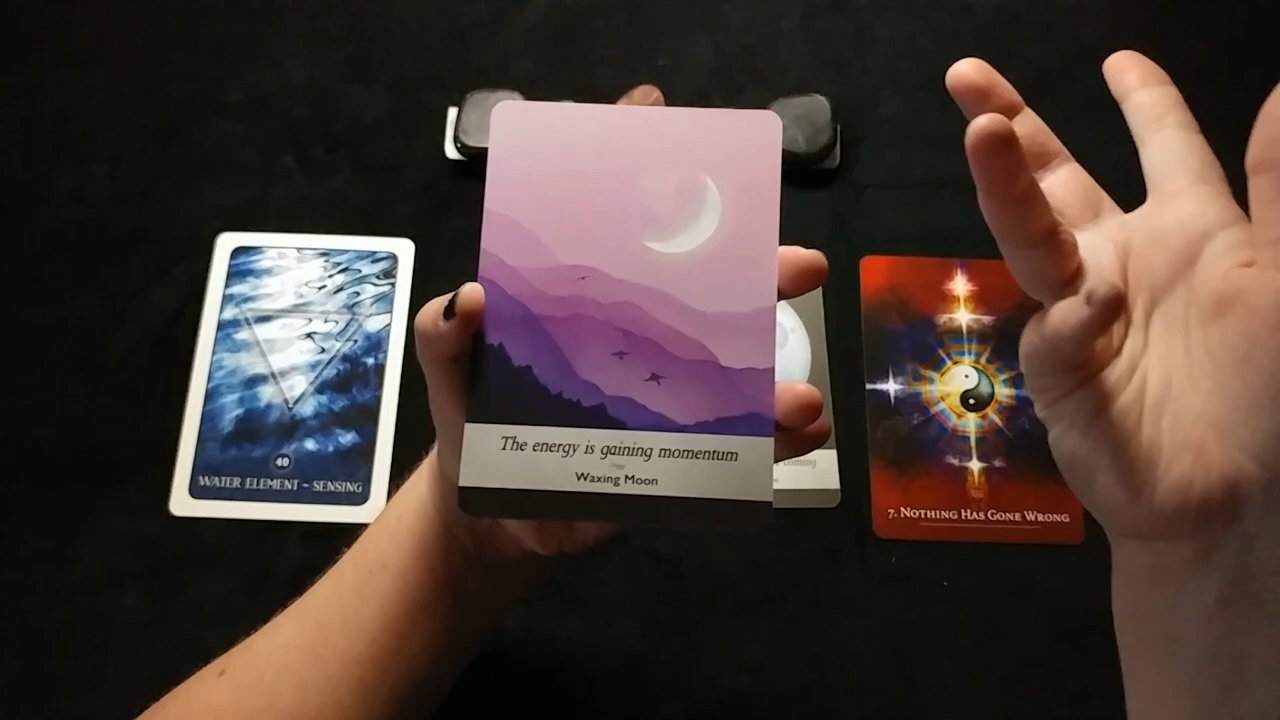 The energy is gaining momentum
Waxing Moon
40
WATER ELEMENT ~ SENSING
7. NOTHING HAS GONE WRONG